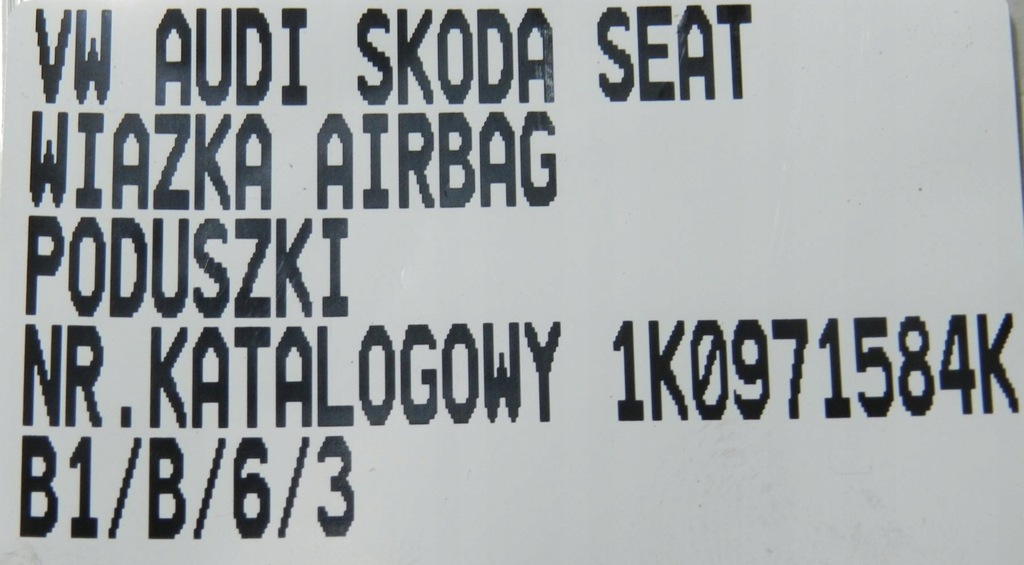 VW AUDI SKODA SEAT
WIAZKA AIRBAG
PODUSZKI
NR.KATALOGOWY 1K0971584K
B1/B/6/3